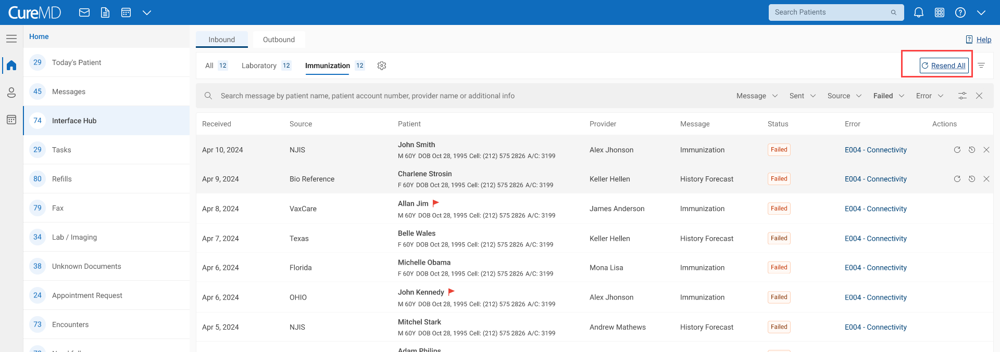 CureMD
Search Patients
Home
Inbound
Outbound
Help
29 Today's Patient
45 Messages
74 Interface Hub
29 Tasks
80 Refills
79 Fax
34 Lab / Imaging
38 Unknown Documents
24 Appointment Request
73 Encounters
All 12 Laboratory 12 Immunization 12
Resend All
Search message by patient name, patient account number, provider name or additional info
Message Sent Source Failed Error
Received Source Patient Provider Message Status Error Actions
John Smith
Apr 10, 2024 NJIS Alex Jhonson Immunization Failed E004 - Connectivity
M 60Y DOB Oct 28, 1995 Cell: (212) 575 2826 A/C: 3199
Charlene Strosin
Apr 9, 2024 Bio Reference Keller Hellen History Forecast Failed E004 - Connectivity
F 60Y DOB Oct 28, 1995 Cell: (212) 575 2826 A/C: 3199
Allan Jim
Apr 8, 2024 VaxCare James Anderson Immunization Failed E004 - Connectivity
M 60Y DOB Oct 28, 1995 Cell: (212) 575 2826 A/C: 3199
Belle Wales
Apr 7, 2024 Texas Keller Hellen History Forecast Failed E004 - Connectivity
F 60Y DOB Oct 28, 1995 Cell: (212) 575 2826 A/C: 3199
Michelle Obama
Apr 6, 2024 Florida Mona Lisa Immunization Failed E004 - Connectivity
F 60Y DOB Oct 28, 1995 Cell: (212) 575 2826 A/C: 3199
John Kennedy
Apr 6, 2024 OHIO Alex Jhonson Immunization Failed E004 - Connectivity
M 60Y DOB Oct 28, 1995 Cell: (212) 575 2826 A/C: 3199
Mitchel Stark
Apr 5, 2024 NJIS Andrew Mathews History Forecast Failed E004 - Connectivity
M 60Y DOB Oct 28, 1995 Cell: (212) 575 2826 A/C: 3199
Adam Philips